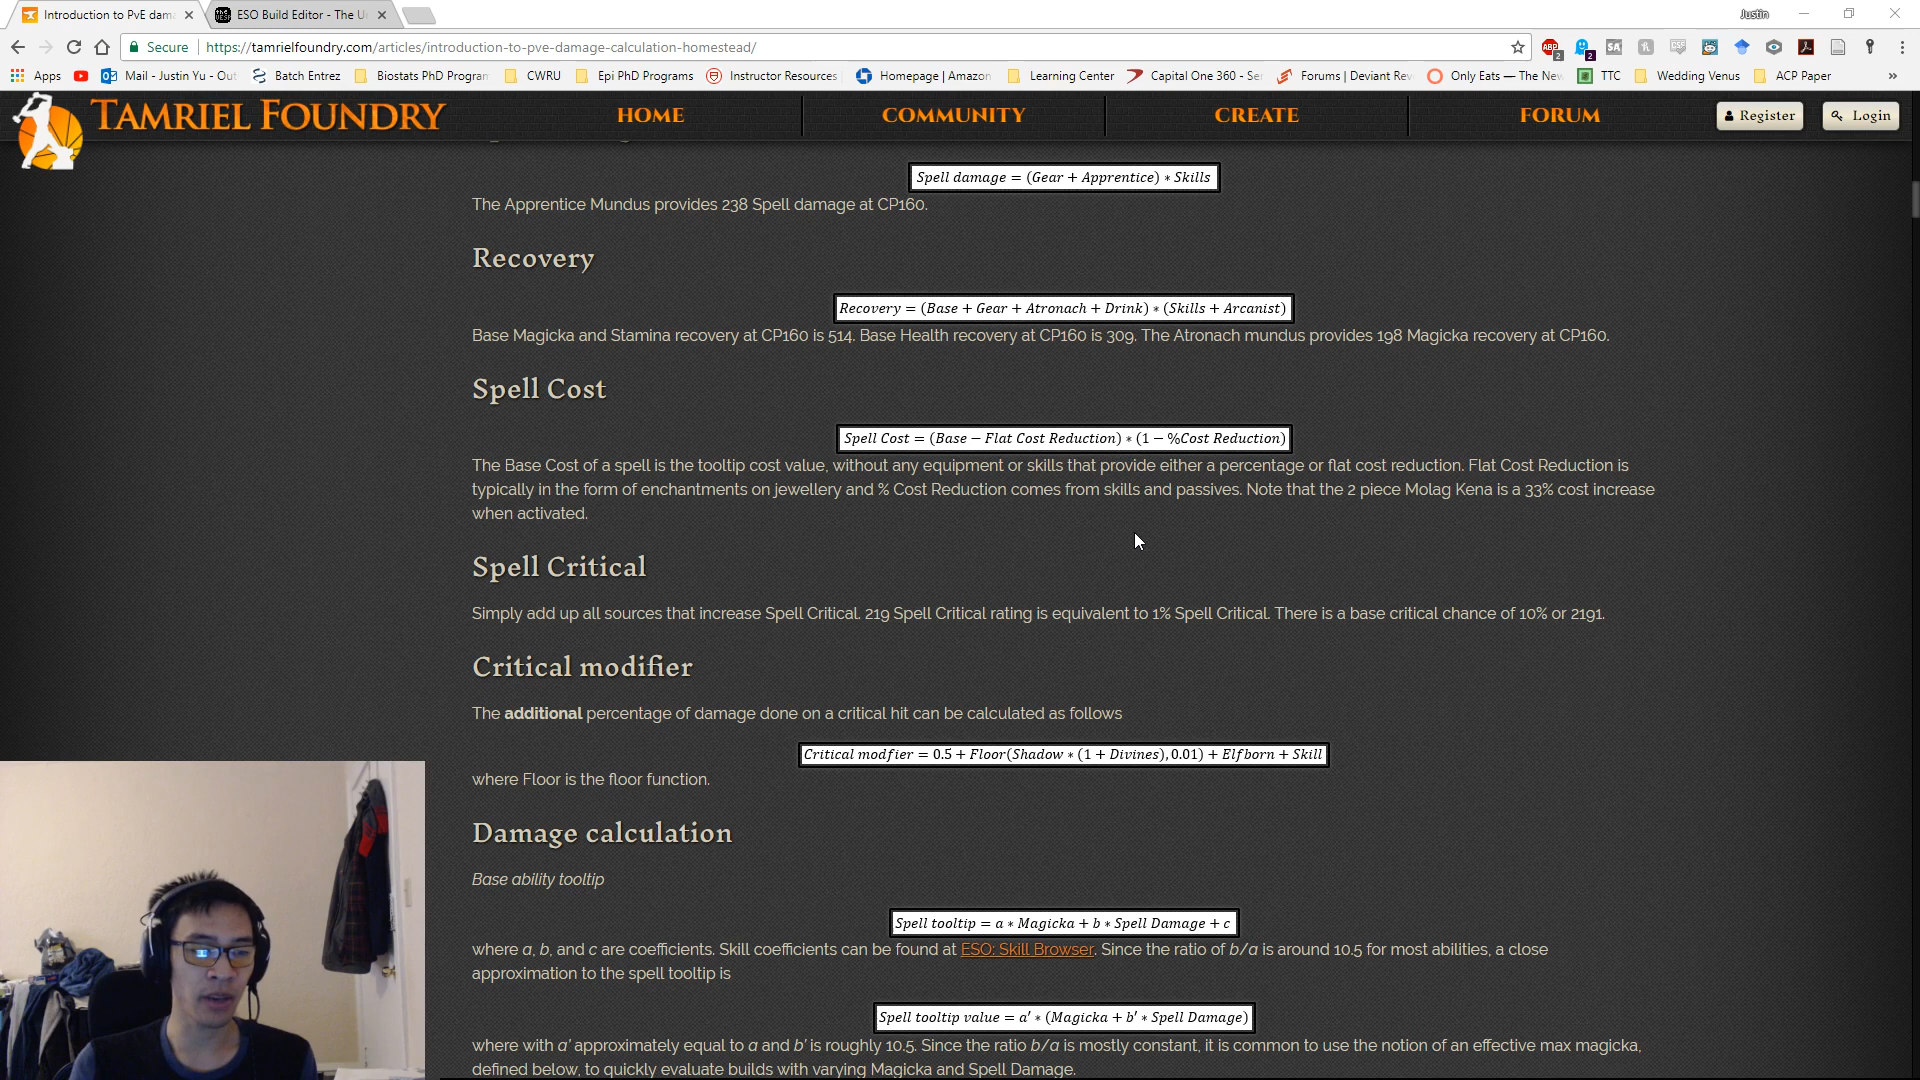 Introduction to PvE dam
ESO Build Editor - The U
Justin
Secure
https://tamrielfoundry.com/articles/introduction-to-pve-damage-calculation-homestead/
Apps
Mail - Justin Yu - Out
Batch Entrez
Biostats PhD Program
CWRU
Epi PhD Programs
Instructor Resources
Homepage | Amazon
Learning Center
Capital One 360 - Se
Forums | Deviant Rev
Only Eats — The New
TTC
Wedding Venus
ACP Paper
»
TAMRIEL FOUNDRY
HOME
COMMUNITY
CREATE
FORUM
Register
Login
Spell damage = (Gear + Apprentice) * Skills
The Apprentice Mundus provides 238 Spell damage at CP160.
Recovery
Recovery = (Base + Gear + Atronach + Drink) * (Skills + Arcanist)
Base Magicka and Stamina recovery at CP160 is 514. Base Health recovery at CP160 is 309. The Atronach mundus provides 198 Magicka recovery at CP160.
Spell Cost
Spell Cost = (Base − Flat Cost Reduction) * (1 − %Cost Reduction)
The Base Cost of a spell is the tooltip cost value, without any equipment or skills that provide either a percentage or flat cost reduction. Flat Cost Reduction is
typically in the form of enchantments on jewellery and % Cost Reduction comes from skills and passives. Note that the 2 piece Molag Kena is a 33% cost increase
when activated.
Spell Critical
Simply add up all sources that increase Spell Critical. 219 Spell Critical rating is equivalent to 1% Spell Critical. There is a base critical chance of 10% or 2191.
Critical modifier
The additional percentage of damage done on a critical hit can be calculated as follows
Critical modfier = 0.5 + Floor(Shadow * (1 + Divines), 0.01) + Elfborn + Skill
where Floor is the floor function.
Damage calculation
Base ability tooltip
Spell tooltip = a * Magicka + b * Spell Damage + c
where a, b, and c are coefficients. Skill coefficients can be found at ESO: Skill Browser. Since the ratio of b/a is around 10.5 for most abilities, a close
approximation to the spell tooltip is
Spell tooltip value = a′ * (Magicka + b′ * Spell Damage)
where with a′ approximately equal to a and b′ is roughly 10.5. Since the ratio b/a is mostly constant, it is common to use the notion of an effective max magicka,
defined below, to quickly evaluate builds with varying Magicka and Spell Damage.